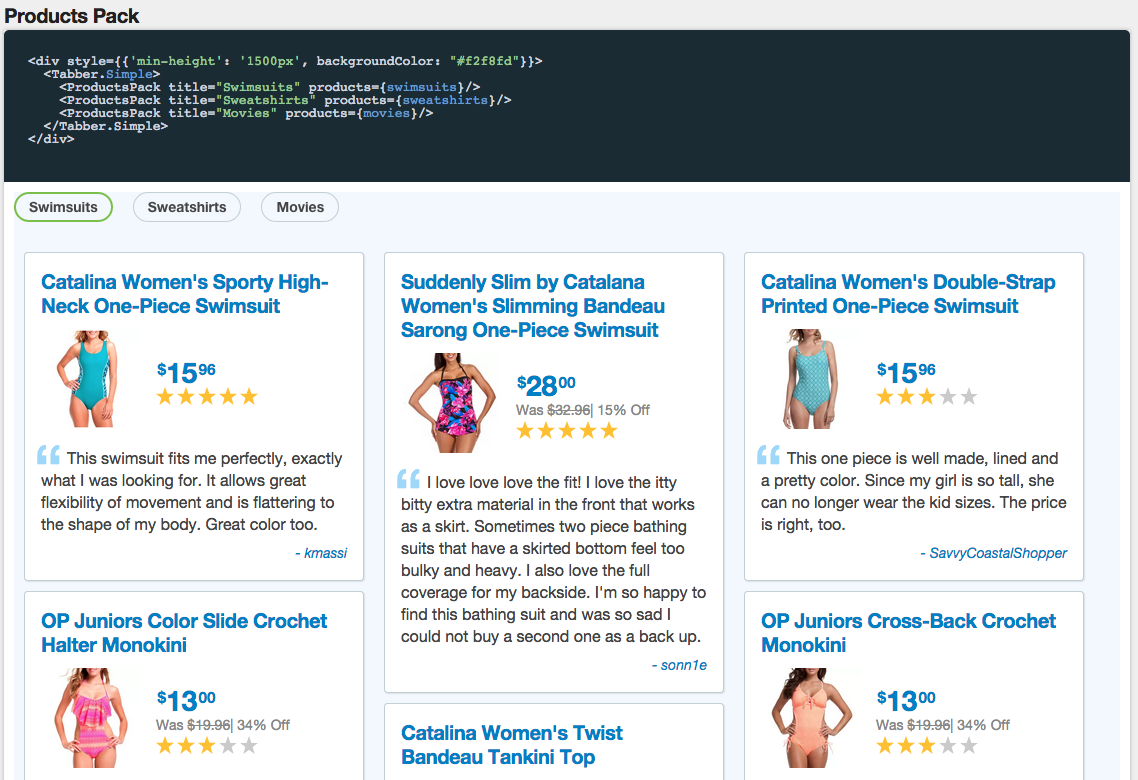 Products Pack
<div style={{'min-height': '1500px', backgroundColor: "#f2f8fd"}}>
<Tabber.Simple>
<ProductsPack title="Swimsuits" products={swimsuits}/>
<ProductsPack title="Sweatshirts" products={sweatshirts}/>
<ProductsPack title="Movies" products={movies}/>
</Tabber.Simple>
</div>
Swimsuits
Sweatshirts
Movies
Catalina Women's Sporty High-
Neck One-Piece Swimsuit
$15 96
“ This swimsuit fits me perfectly, exactly
what I was looking for. It allows great
flexibility of movement and is flattering to
the shape of my body. Great color too.
- kmassi
Suddenly Slim by Catalana
Women's Slimming Bandeau
Sarong One-Piece Swimsuit
$28 00
Was $32.96| 15% Off
“ I love love love the fit! I love the itty
bitty extra material in the front that works
as a skirt. Sometimes two piece bathing
suits that have a skirted bottom feel too
bulky and heavy. I also love the full
coverage for my backside. I'm so happy to
find this bathing suit and was so sad I
could not buy a second one as a back up.
- sonn1e
Catalina Women's Double-Strap
Printed One-Piece Swimsuit
$15 96
“ This one piece is well made, lined and
a pretty color. Since my girl is so tall, she
can no longer wear the kid sizes. The price
is right, too.
- SavvyCoastalShopper
OP Juniors Color Slide Crochet
Halter Monokini
$13 00
Was $19.96| 34% Off
Catalina Women's Twist
Bandeau Tankini Top
OP Juniors Cross-Back Crochet
Monokini
$13 00
Was $19.96| 34% Off